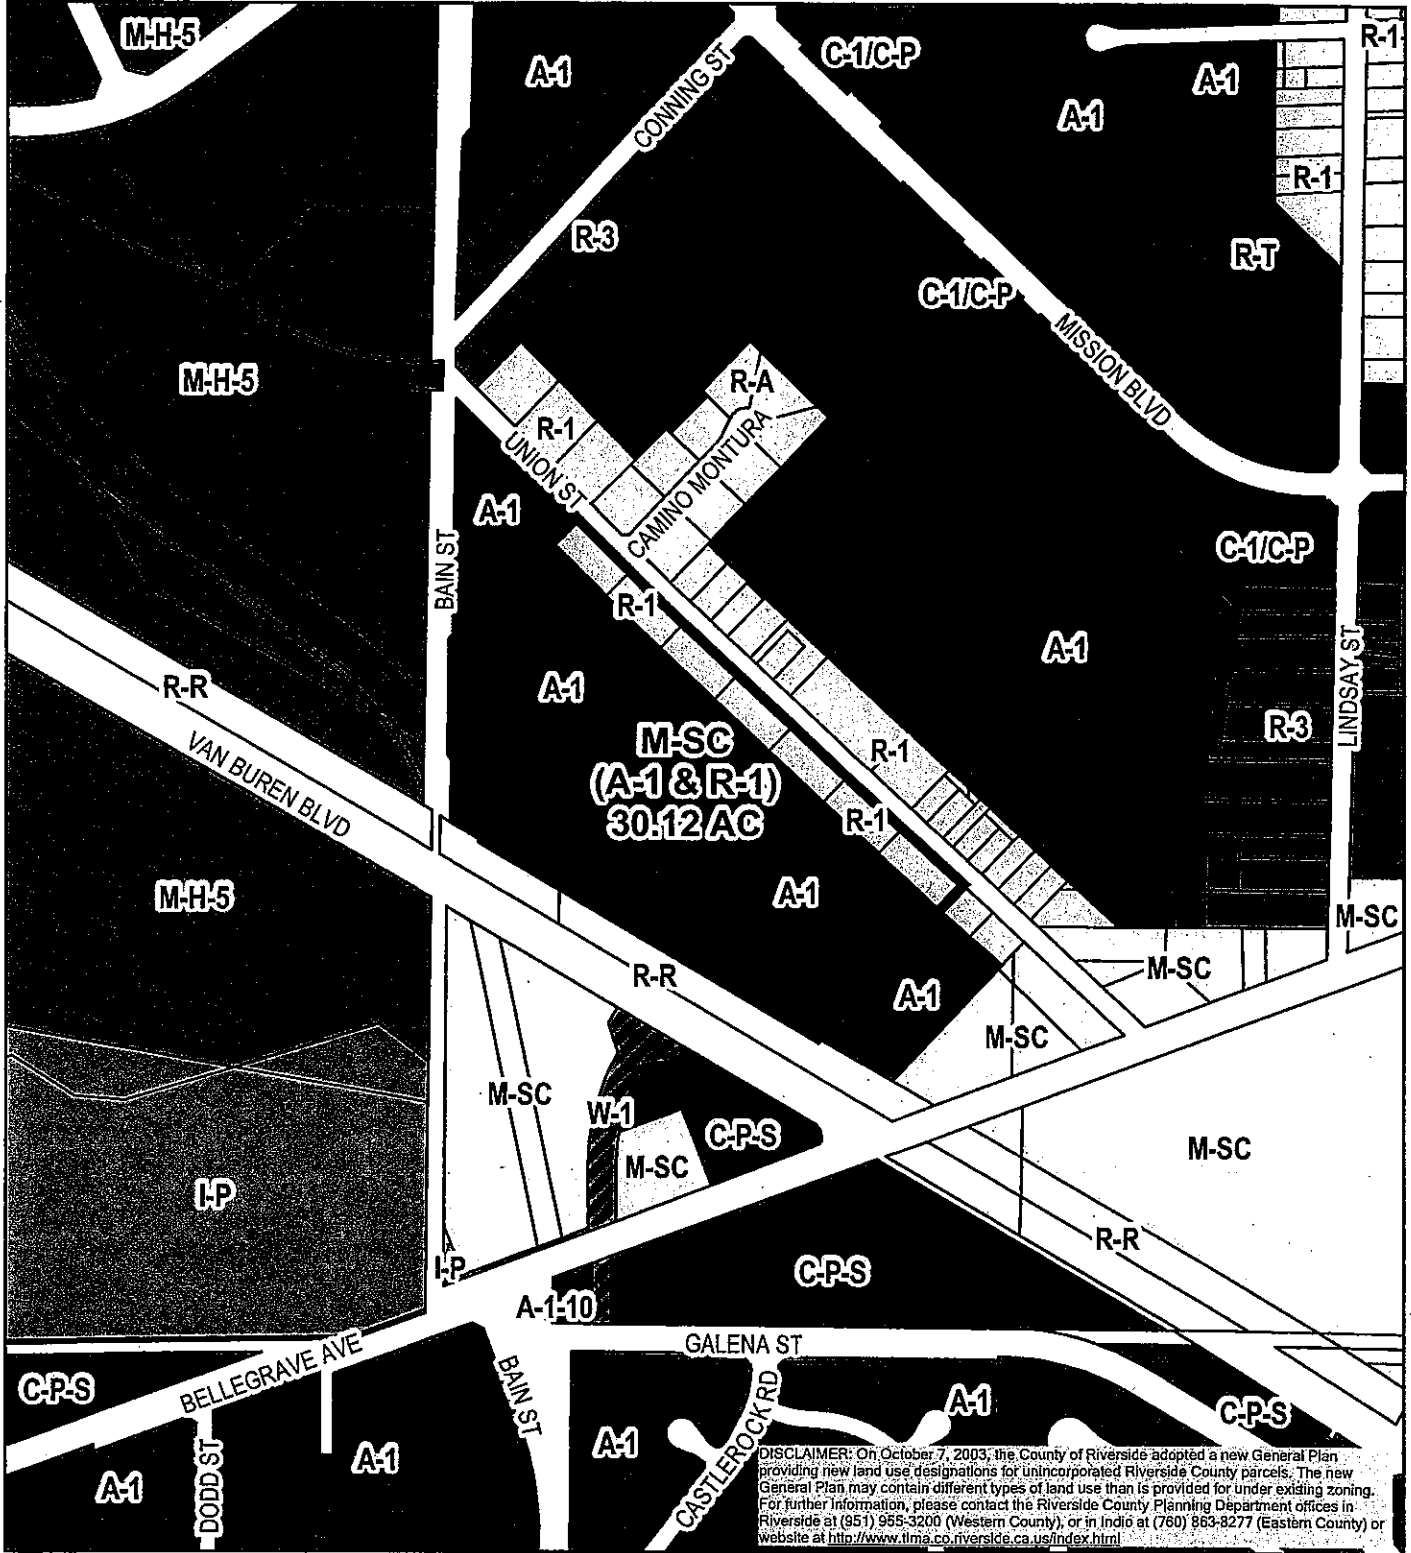 M-H-5
A-1
CONNING ST
C-1/C-P
A-1
A-1
R-1
R-1
R-3
R-T
C-1/C-P
MISSION BLVD
M-H-5
R-A
R-1
UNION ST
CAMINO MONTURA
A-1
BAIN ST
R-1
C-1/C-P
A-1
LINDSAY ST
R-R
A-1
VAN BUREN BLVD
M-SC
(A-1 & R-1)
30.12 AC
R-1
R-3
R-1
M-H-5
A-1
M-SC
R-R
M-SC
A-1
M-SC
M-SC
W-1
C-P-S
M-SC
M-SC
I-P
R-R
I-P
C-P-S
A-1-10
GALENA ST
BELLEGRAVE AVE
C-P-S
BAIN ST
CASTLEROCK RD
A-1
C-P-S
A-1
A-1
A-1
DODD ST
DISCLAIMER: On October 7, 2003, the County of Riverside adopted a new General Plan
providing new land use designations for unincorporated Riverside County parcels. The new
General Plan may contain different types of land use than is provided for under existing zoning.
For further information, please contact the Riverside County Planning Department offices in
Riverside at (951) 955-3200 (Western County), or in Indio at (760) 863-8277 (Eastern County) or
website at http://www.tlma.co.riverside.ca.us/index.html